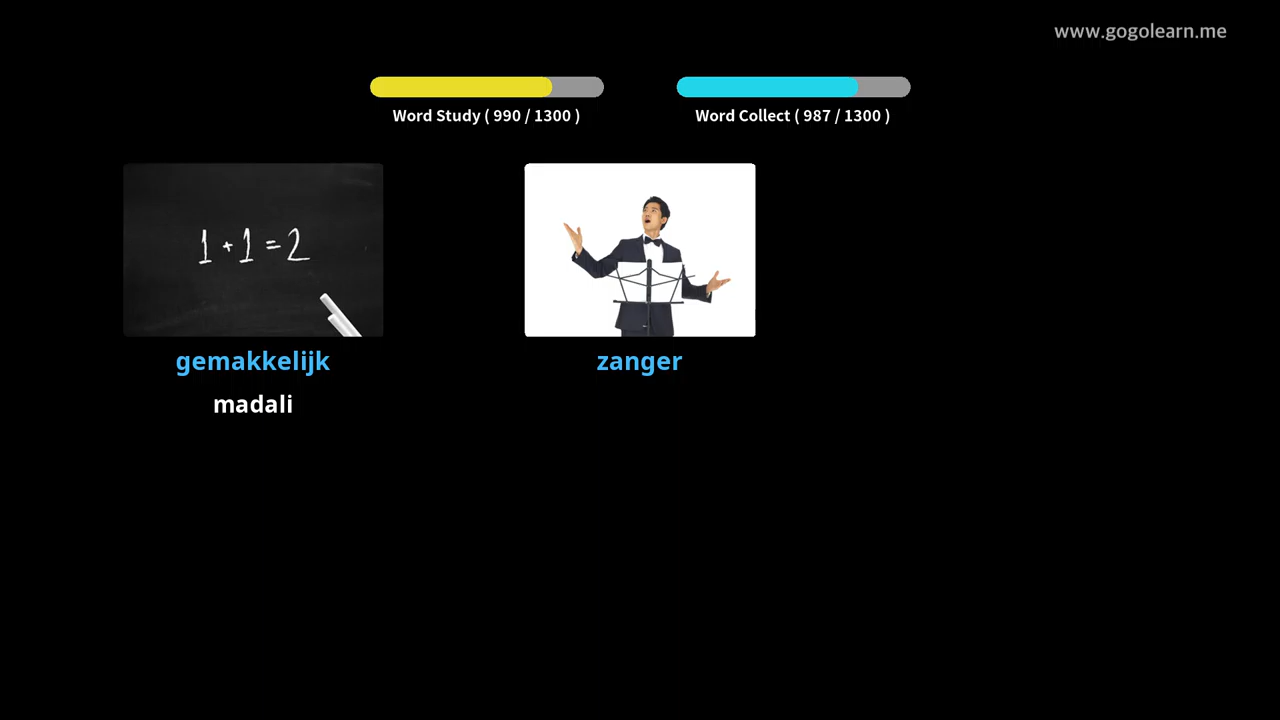 www.gogolearn.me
Word Study ( 990 / 1300 )
Word Collect ( 987 / 1300 )
1 + 1 = 2
gemakkelijk
zanger
madali